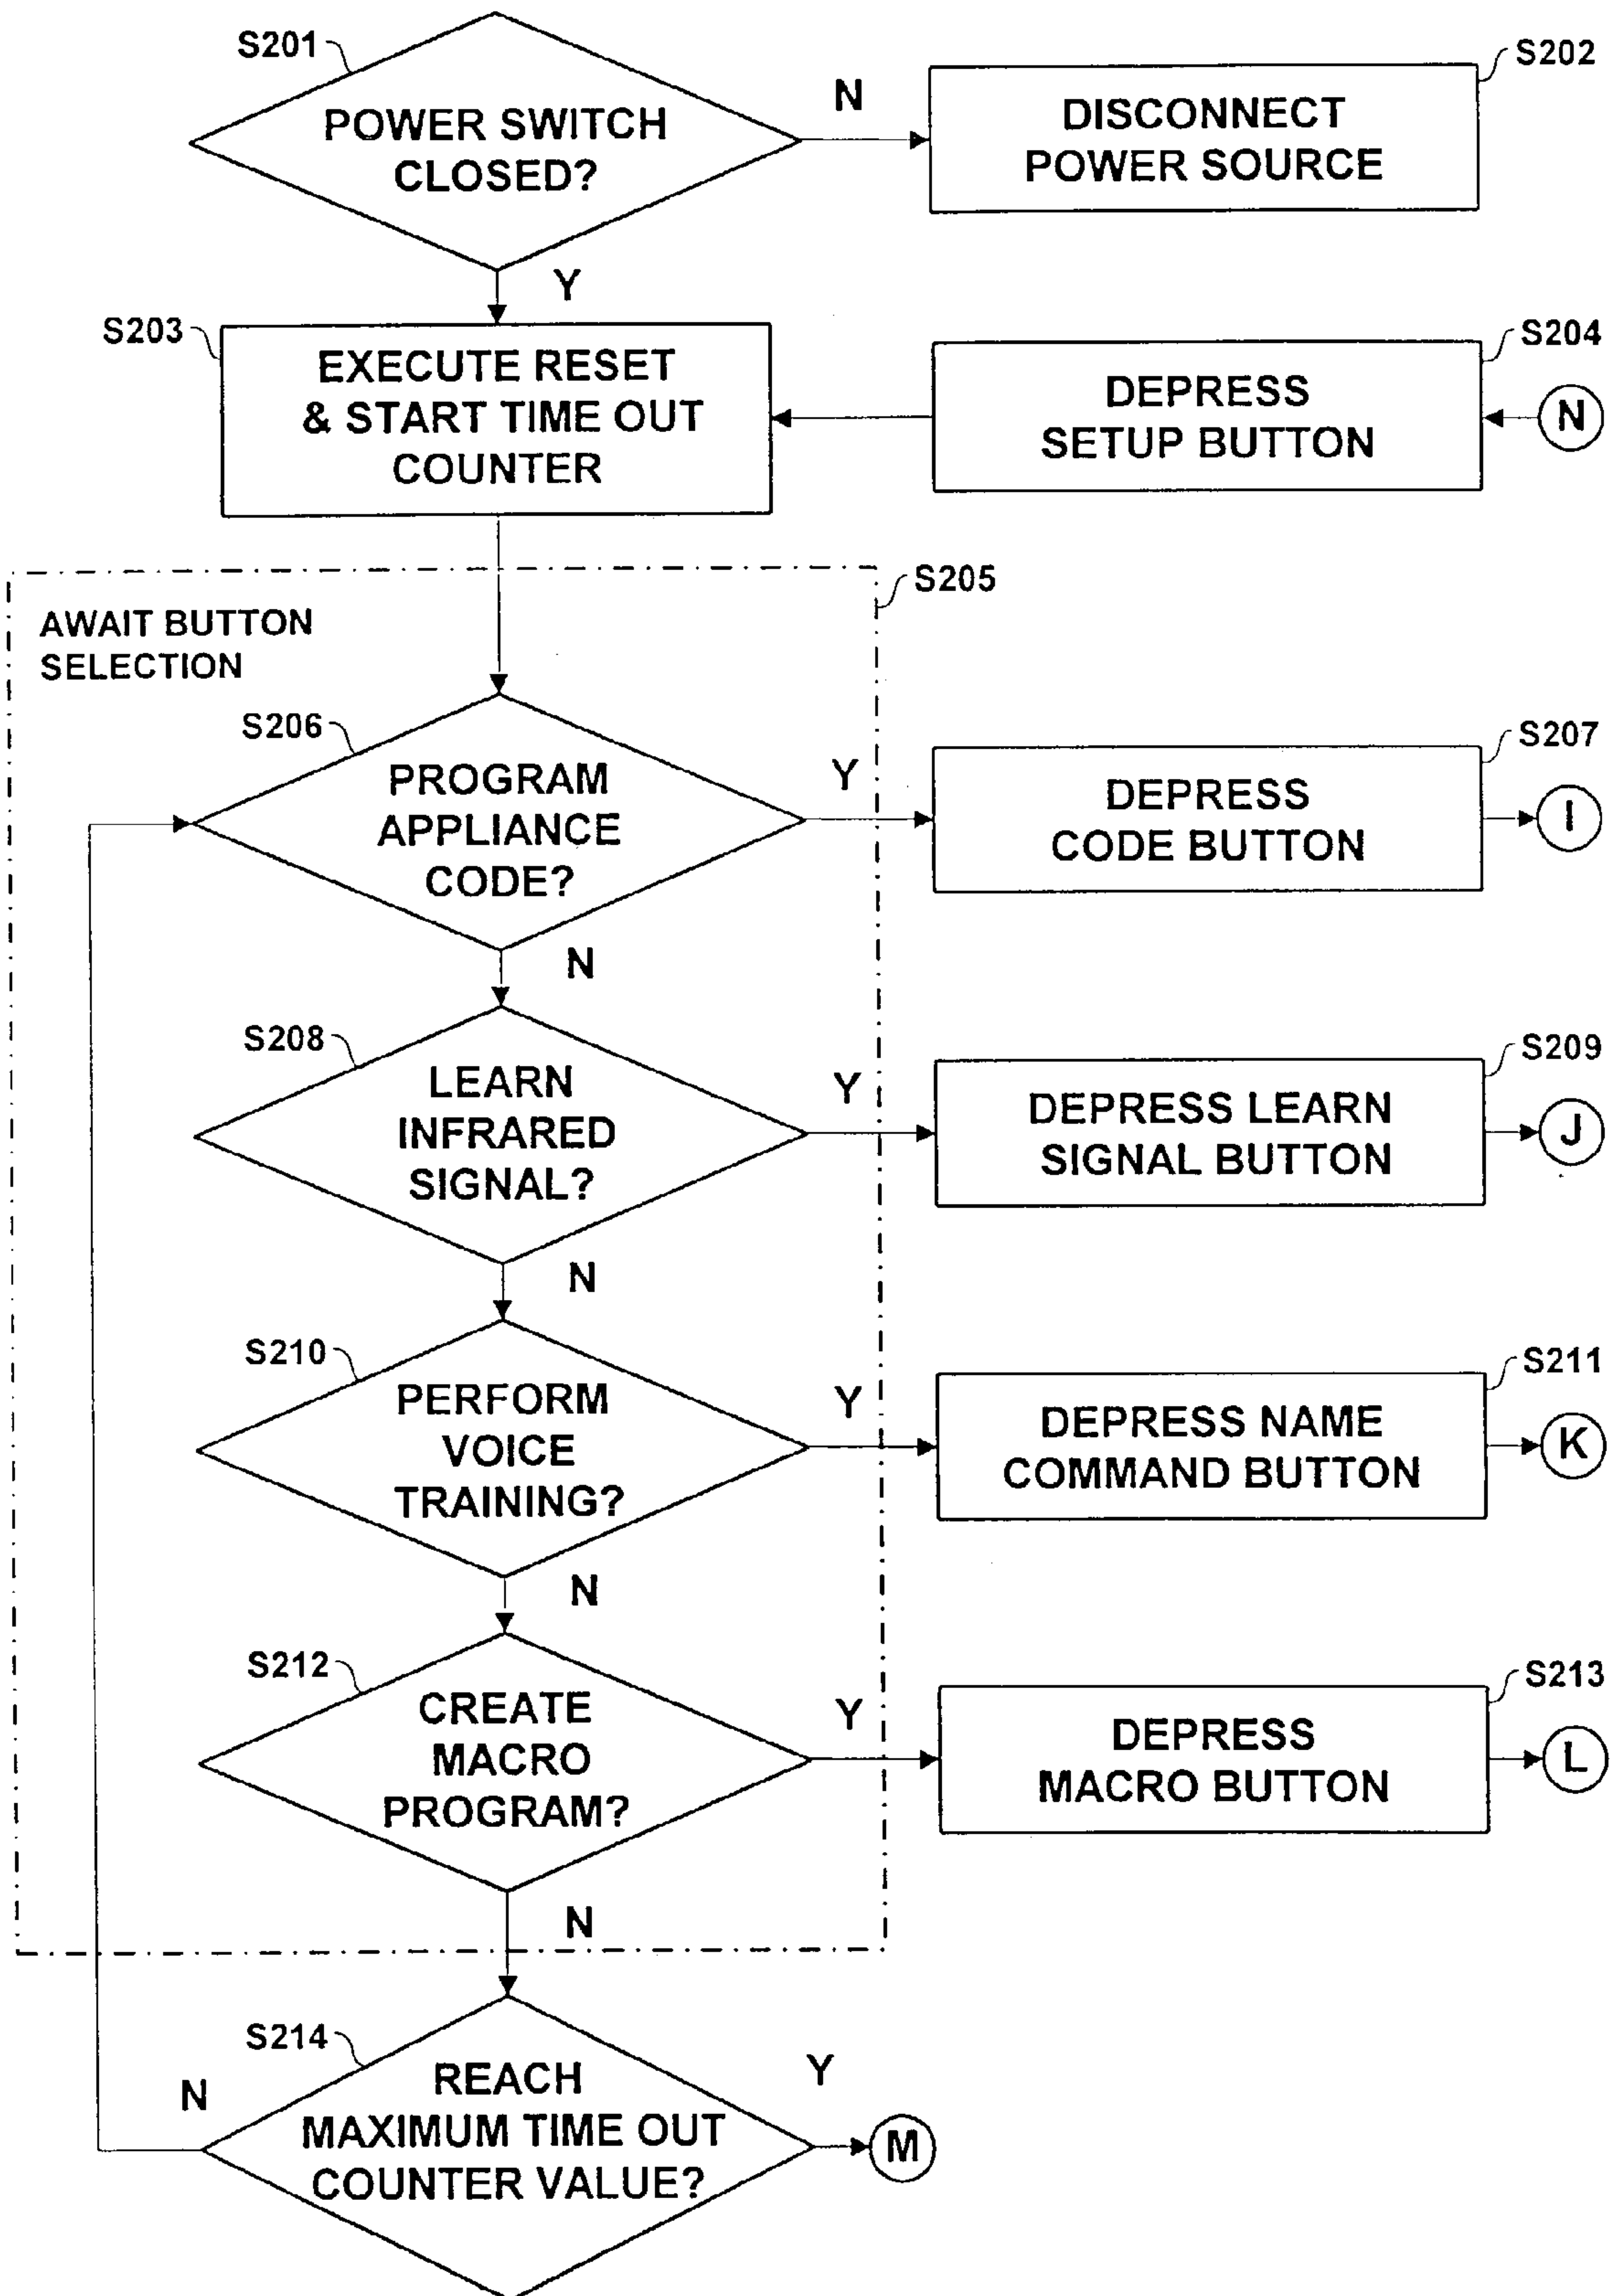 S201
POWER SWITCH
CLOSED?
N
S202
DISCONNECT
POWER SOURCE
Y
S203
EXECUTE RESET
& START TIME OUT
COUNTER
S204
DEPRESS
SETUP BUTTON
N
S205
AWAIT BUTTON
SELECTION
S206
PROGRAM
APPLIANCE
CODE?
Y
S207
DEPRESS
CODE BUTTON
I
N
S208
LEARN
INFRARED
SIGNAL?
Y
S209
DEPRESS LEARN
SIGNAL BUTTON
J
N
S210
PERFORM
VOICE
TRAINING?
Y
S211
DEPRESS NAME
COMMAND BUTTON
K
N
S212
CREATE
MACRO
PROGRAM?
Y
S213
DEPRESS
MACRO BUTTON
L
N
S214
REACH
MAXIMUM TIME OUT
COUNTER VALUE?
N
Y
M